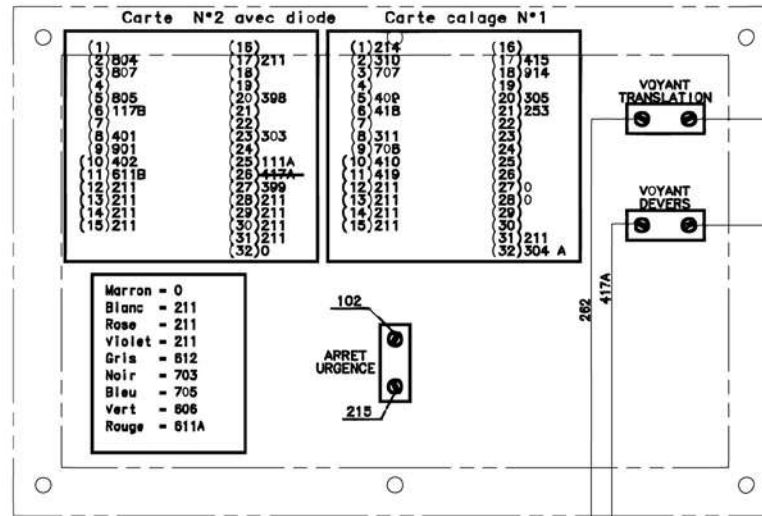 Carte N°2 avec diode
(1)
(2) 804
(3) 807
(4)
(5) 805
(6) 117B
(7)
(8) 401
(9) 901
(10) 402
(11) 611B
(12) 211
(13) 211
(14) 211
(15) 211
(16)
(17) 211
(18)
(19)
(20) 398
(21)
(22)
(23) 303
(24)
(25) 111A
(26) 417A
(27) 399
(28) 211
(29) 211
(30) 211
(31) 211
(32) 0
Carte calage N°1
(1) 214
(2) 310
(3) 707
(4)
(5) 409
(6) 418
(7)
(8) 311
(9) 708
(10) 410
(11) 419
(12) 211
(13) 211
(14) 211
(15) 211
(16)
(17) 415
(18) 914
(19)
(20) 305
(21) 253
(22)
(23)
(24)
(25)
(26)
(27) 0
(28) 0
(29)
(30)
(31) 211
(32) 304 A
VOYANT
TRANSLATION
VOYANT
DEVERS
262
417A
Marron = 0
Blanc = 211
Rose = 211
Violet = 211
Gris = 612
Noir = 703
Bleu = 705
Vert = 606
Rouge = 611A
102
ARRET
URGENCE
215